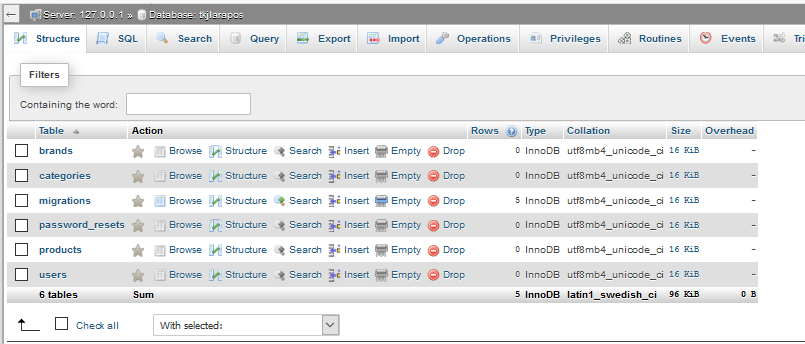 Server: 127.0.0.1 » Database: tkjlarapos
Structure SQL Search Query Export Import Operations Privileges Routines Events Tri
Filters
Containing the word:
Table Action Rows Type Collation Size Overhead
brands Browse Structure Search Insert Empty Drop 0 InnoDB utf8mb4_unicode_ci 16 KiB -
categories Browse Structure Search Insert Empty Drop 0 InnoDB utf8mb4_unicode_ci 16 KiB -
migrations Browse Structure Search Insert Empty Drop 5 InnoDB utf8mb4_unicode_ci 16 KiB -
password_resets Browse Structure Search Insert Empty Drop 0 InnoDB utf8mb4_unicode_ci 16 KiB -
products Browse Structure Search Insert Empty Drop 0 InnoDB utf8mb4_unicode_ci 16 KiB -
users Browse Structure Search Insert Empty Drop 0 InnoDB utf8mb4_unicode_ci 16 KiB -
6 tables Sum 5 InnoDB latin1_swedish_ci 96 KiB 0 B
Check all With selected: